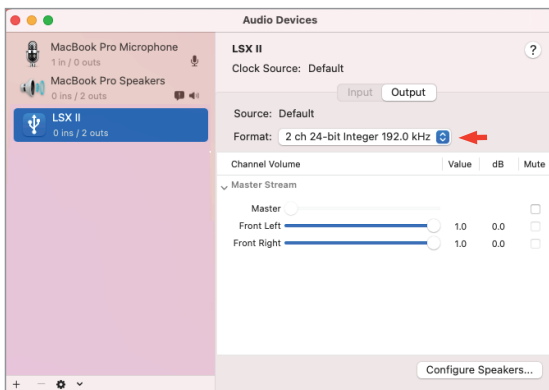 Audio Devices
MacBook Pro Microphone
1 in / 0 outs
MacBook Pro Speakers
0 ins / 2 outs
LSX II
0 ins / 2 outs
LSX II
?
Clock Source: Default
Input
Output
Source: Default
Format: 2 ch 24-bit Integer 192.0 kHz
Channel Volume Value dB Mute
Master Stream
Master
Front Left 1.0 0.0
Front Right 1.0 0.0
Configure Speakers...